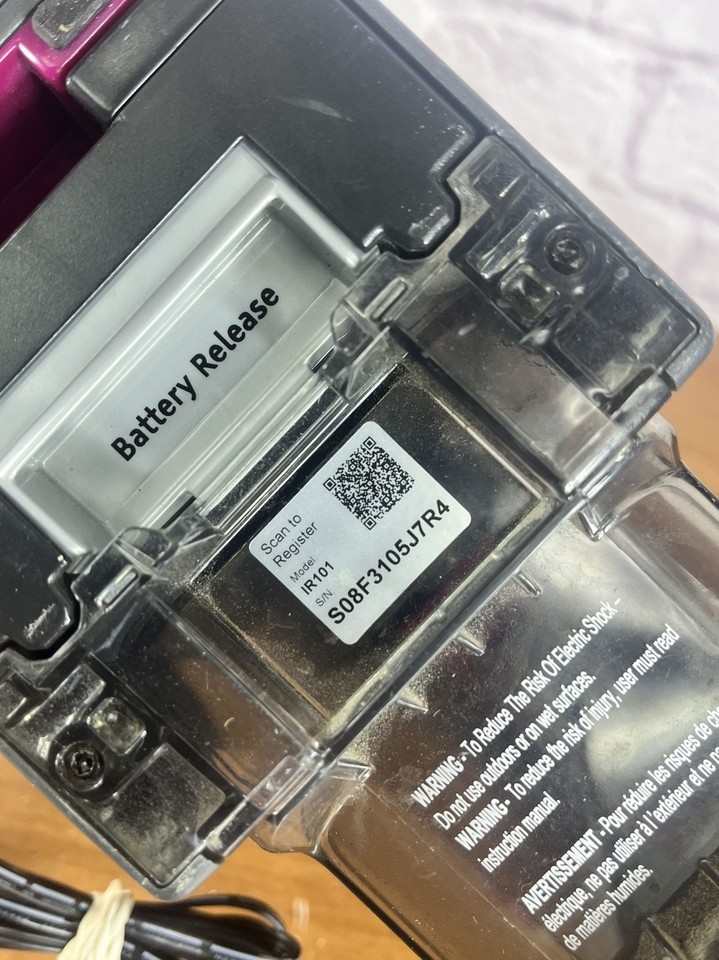 Battery Release
Scan to
Register
Model
IR101
S/N
S08F3105J7R4
WARNING - To Reduce The Risk Of Electric Shock –
Do not use outdoors or on wet surfaces.
WARNING - To reduce the risk of injury, user must read
instruction manual.
AVERTISSEMENT - Pour réduire les risques de
électrique, ne pas utiliser à l'extérieur et ne
de matières humides.